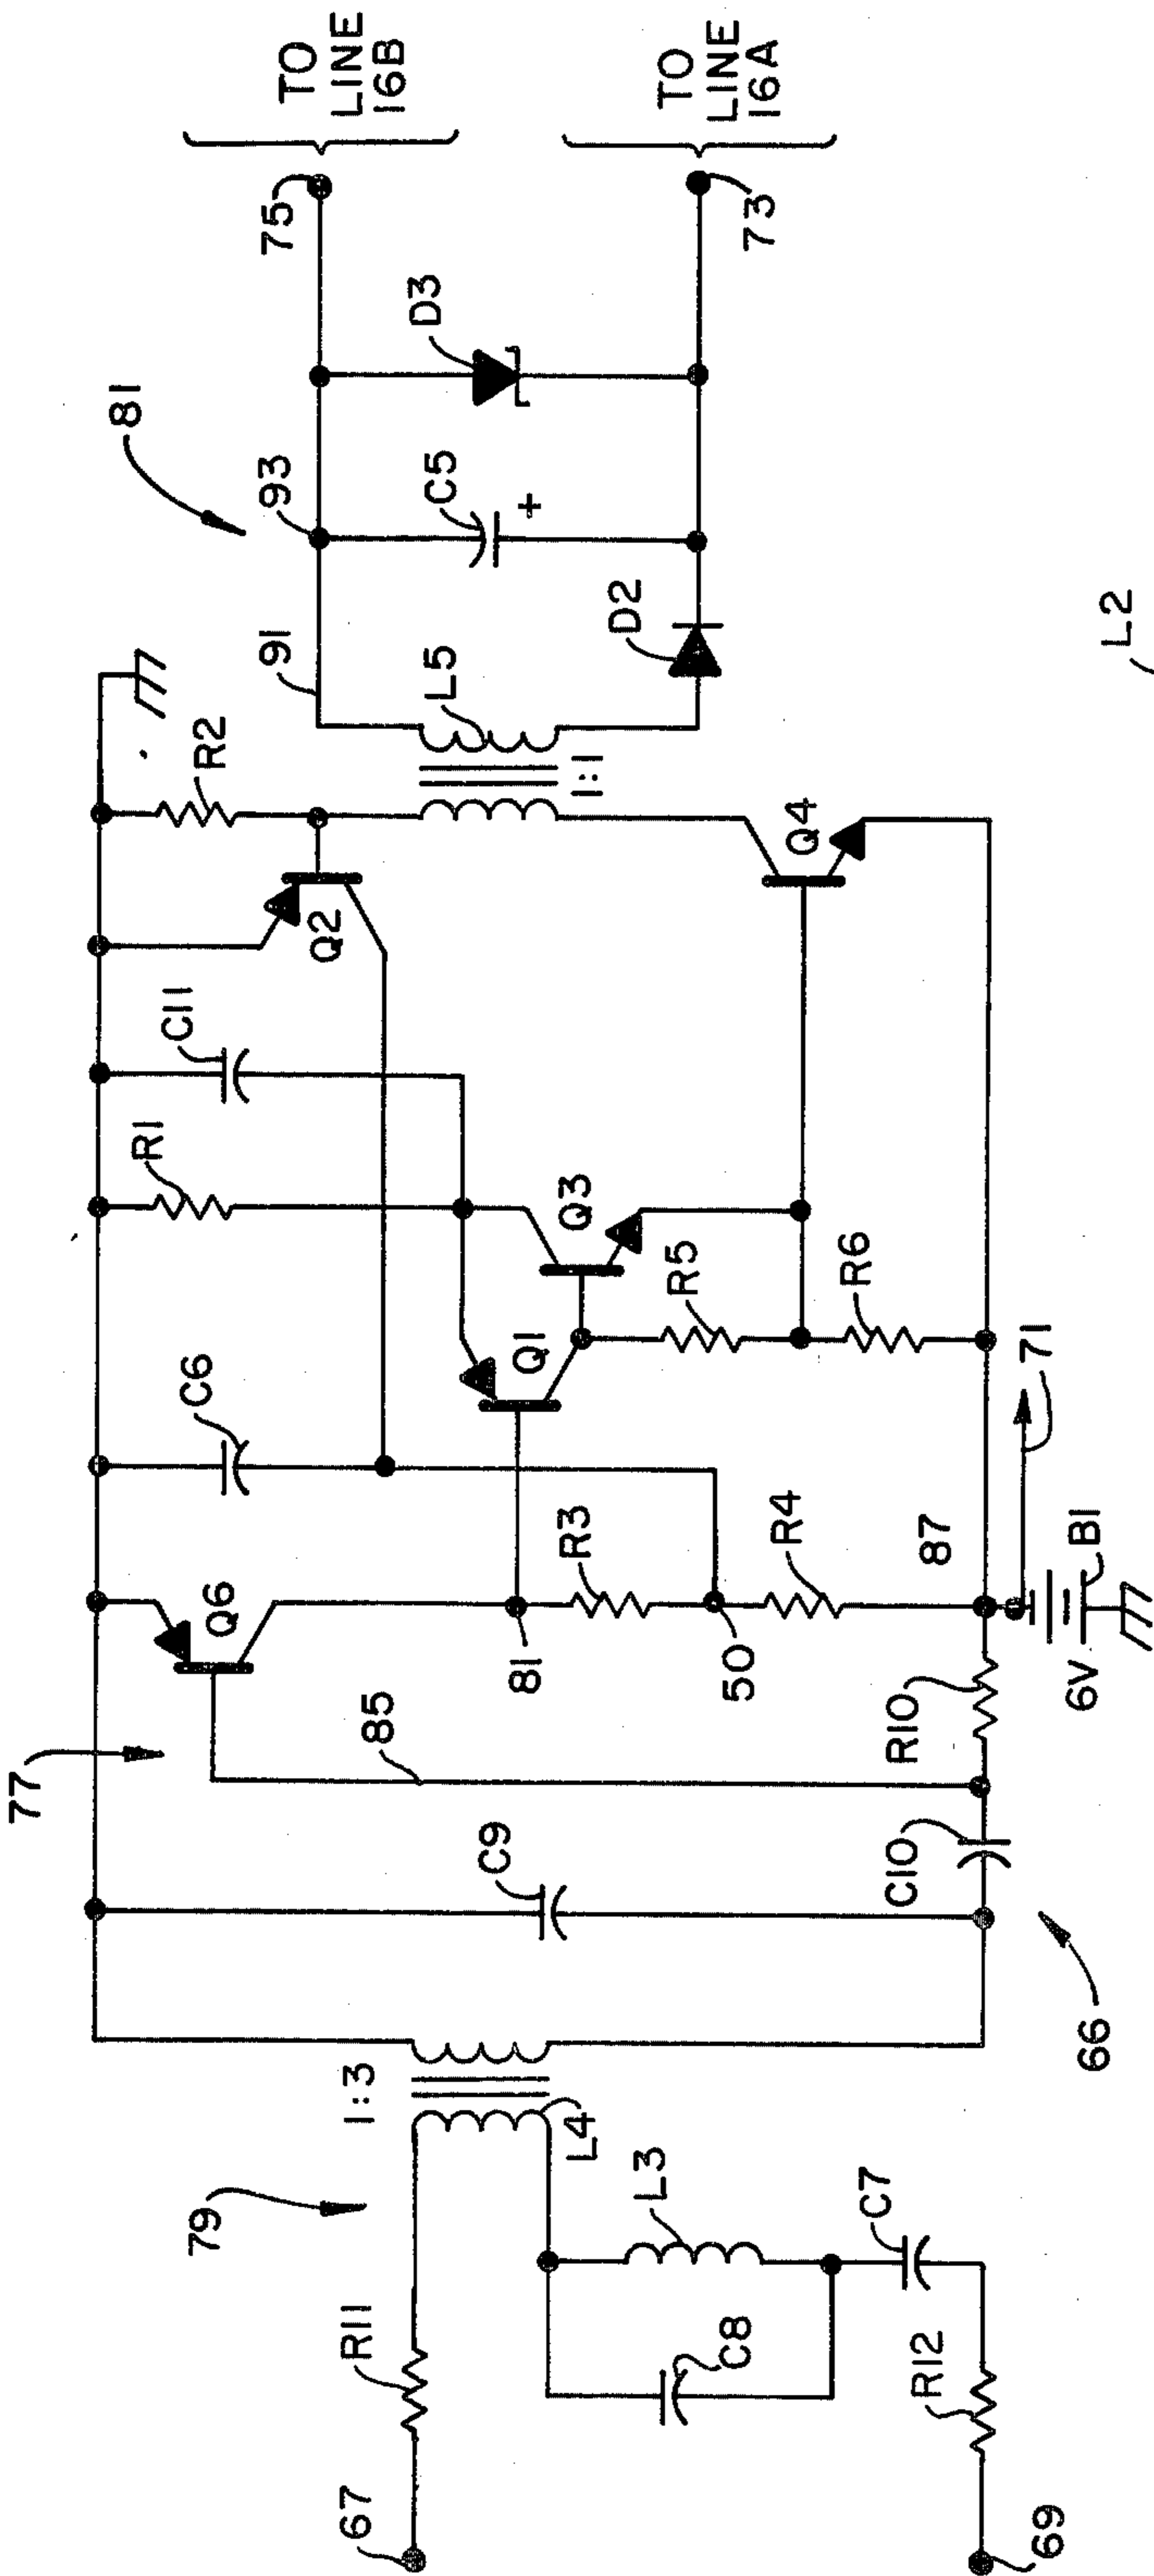 TO
LINE
16B
TO
LINE
16A
75
73
81
D3
93
C5
+
D2
91
L5
1:1
R2
Q2
Q4
C11
R1
Q3
R5
R6
C6
Q1
71
R3
R4
87
B1
6V
Q6
81
50
R10
77
85
C9
C10
66
1:3
L4
79
L3
C7
C8
R11
R12
67
69
L2